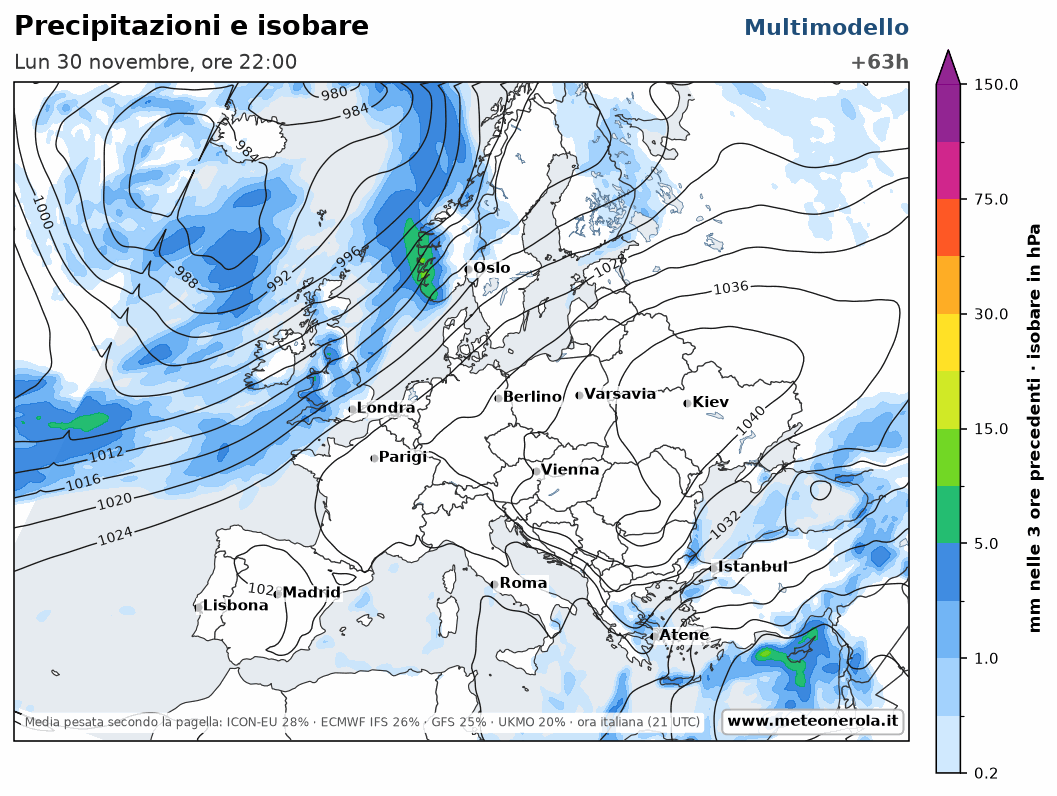 Precipitazioni e isobare
Multimodello
Lun 30 novembre, ore 22:00
+63h
980
984
984
1000
996
992
988
1028
1036
1040
1032
1012
1016
1020
1024
102
Oslo
Londra
Berlino
Varsavia
Kiev
Parigi
Vienna
Istanbul
Roma
Madrid
Lisbona
Atene
Media pesata secondo la pagella: ICON-EU 28% · ECMWF IFS 26% · GFS 25% · UKMO 20% · ora italiana (21 UTC)
www.meteonerola.it
150.0
75.0
30.0
15.0
5.0
1.0
0.2
mm nelle 3 ore precedenti · isobare in hPa